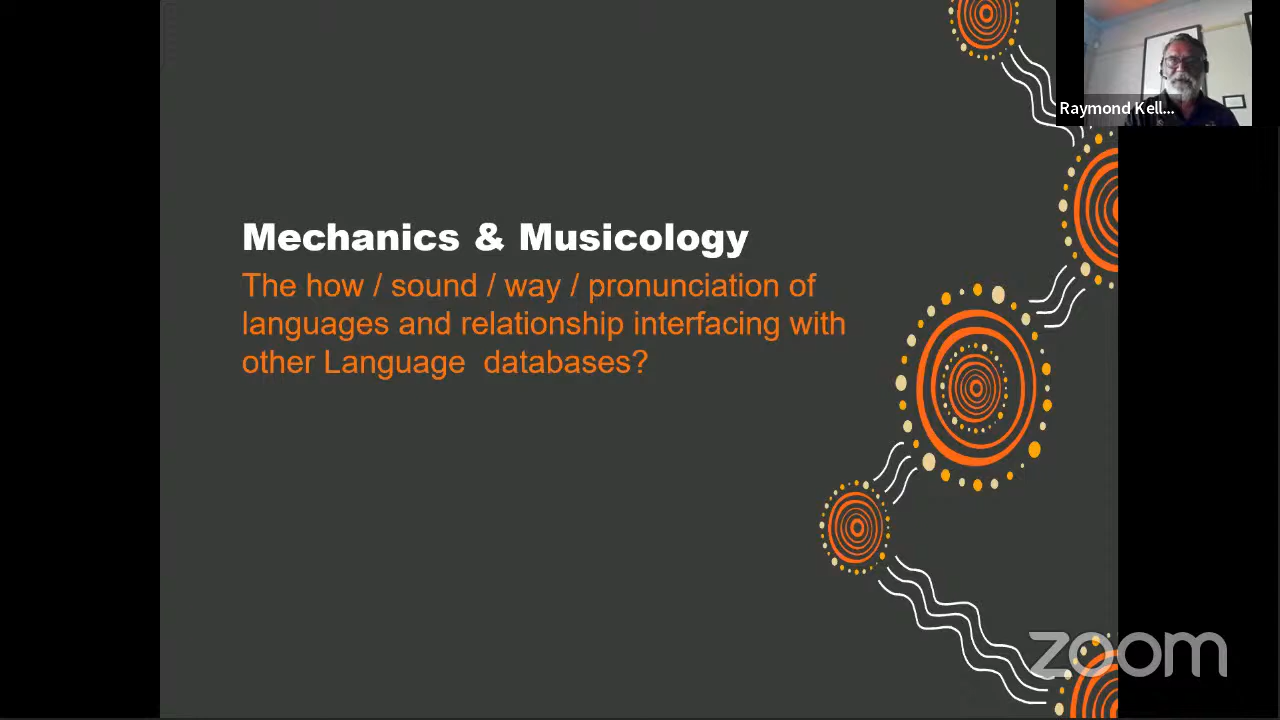 Raymond Kell...
Mechanics & Musicology
The how / sound / way / pronunciation of
languages and relationship interfacing with
other Language  databases?
zoom